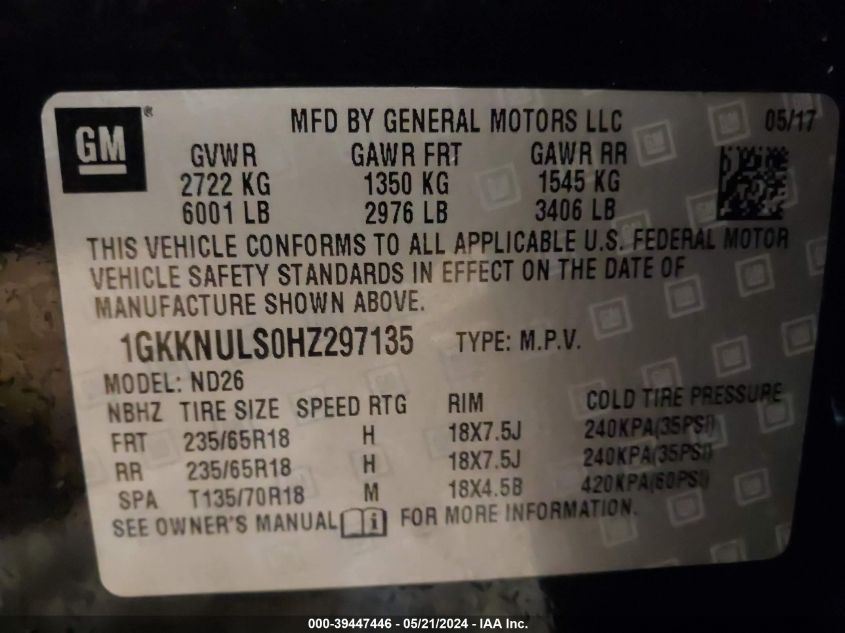 GM ® MFD BY GENERAL MOTORS LLC 05/17
GVWR GAWR FRT GAWR RR
2722 KG 1350 KG 1545 KG
6001 LB 2976 LB 3406 LB
THIS VEHICLE CONFORMS TO ALL APPLICABLE U.S. FEDERAL MOTOR
VEHICLE SAFETY STANDARDS IN EFFECT ON THE DATE OF
MANUFACTURE SHOWN ABOVE.
1GKKNULS0HZ297135 TYPE: M.P.V.
MODEL: ND26
NBHZ TIRE SIZE SPEED RTG RIM COLD TIRE PRESSURE
FRT 235/65R18 H 18X7.5J 240KPA(35PSI)
RR 235/65R18 H 18X7.5J 240KPA(35PSI)
SPA T135/70R18 M 18X4.5B 420KPA(60PSI)
SEE OWNER'S MANUAL FOR MORE INFORMATION.
000-39447446 - 05/21/2024 - IAA Inc.